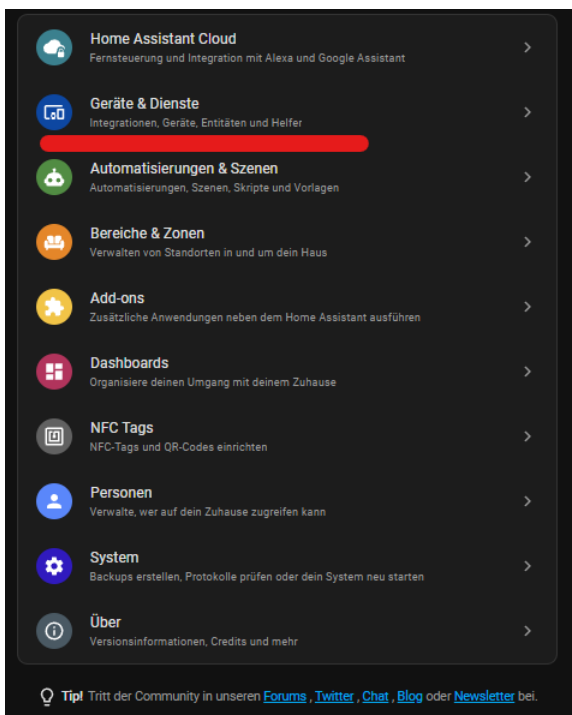 Home Assistant Cloud
Fernsteuerung und Integration mit Alexa und Google Assistant
Geräte & Dienste
Integrationen, Geräte, Entitäten und Helfer
Automatisierungen & Szenen
Automatisierungen, Szenen, Skripte und Vorlagen
Bereiche & Zonen
Verwalten von Standorten in und um dein Haus
Add-ons
Zusätzliche Anwendungen neben dem Home Assistant ausführen
Dashboards
Organisiere deinen Umgang mit deinem Zuhause
NFC Tags
NFC-Tags und QR-Codes einrichten
Personen
Verwalte, wer auf dein Zuhause zugreifen kann
System
Backups erstellen, Protokolle prüfen oder dein System neu starten
Über
Versionsinformationen, Credits und mehr
Tip! Tritt der Community in unseren Forums , Twitter , Chat , Blog oder Newsletter bei.